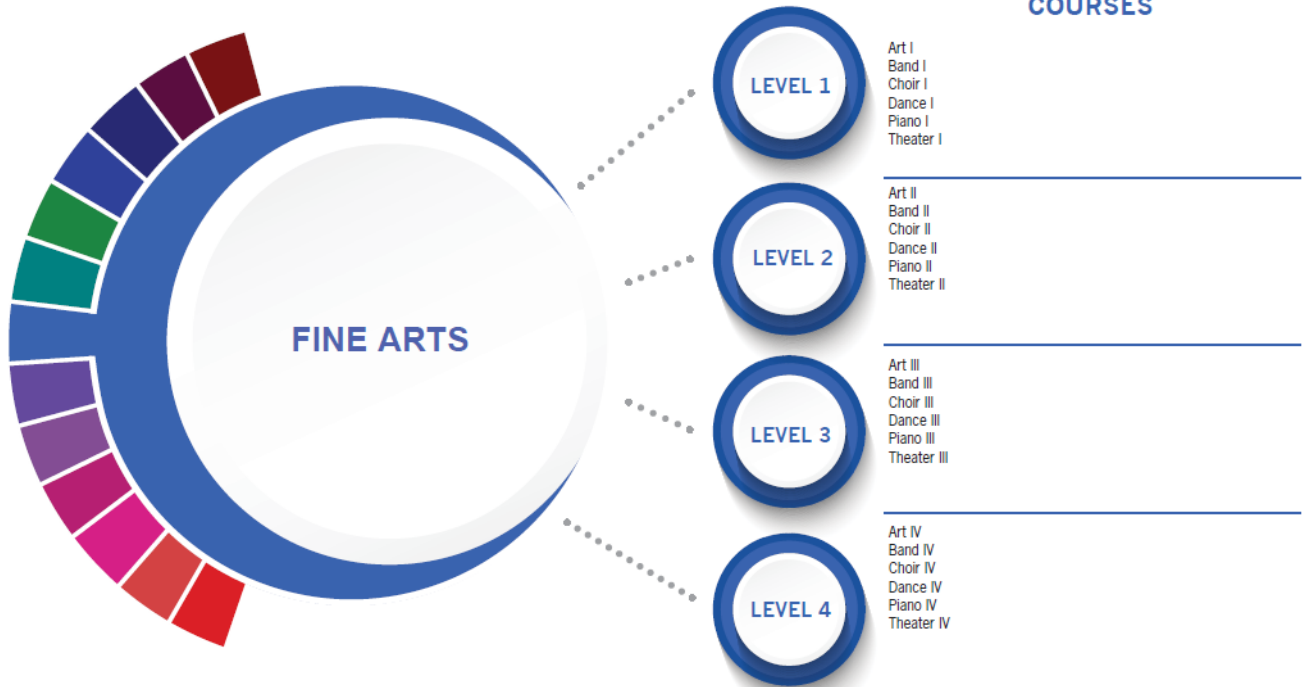 COURSES
FINE ARTS
LEVEL 1
Art I
Band I
Choir I
Dance I
Piano I
Theater I
LEVEL 2
Art II
Band II
Choir II
Dance II
Piano II
Theater II
LEVEL 3
Art III
Band III
Choir III
Dance III
Piano III
Theater III
LEVEL 4
Art IV
Band IV
Choir IV
Dance IV
Piano IV
Theater IV